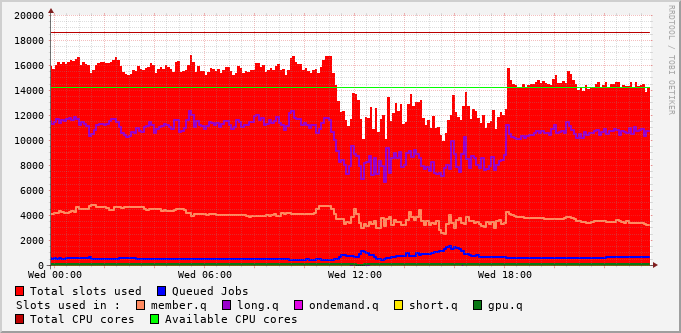 20000
18000
16000
14000
12000
10000
8000
6000
4000
2000
0
Wed 00:00 Wed 06:00 Wed 12:00 Wed 18:00
RRDTOOL / TOBI OETIKER
Total slots used Queued Jobs
Slots used in : member.q long.q ondemand.q short.q gpu.q
Total CPU cores Available CPU cores